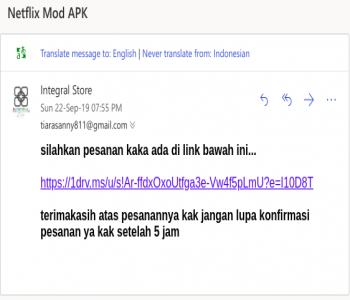 Netflix Mod APK
Translate message to: English | Never translate from: Indonesian
Integral Store
Sun 22-Sep-19 07:55 PM
tiarasanny811@gmail.com
silahkan pesanan kaka ada di link bawah ini...
https://1drv.ms/u/s!Ar-ffdxOxoUtfga3e-Vw4f5pLmU?e=I10D8T
terimakasih atas pesanannya kak jangan lupa konfirmasi
pesanan ya kak setelah 5 jam